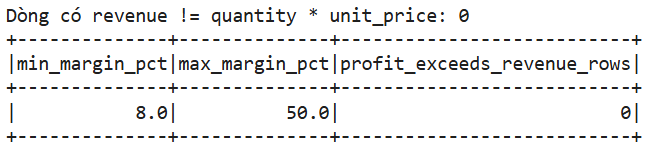 Dòng có revenue != quantity * unit_price: 0
+--------------+--------------+---------------------------+
|min_margin_pct|max_margin_pct|profit_exceeds_revenue_rows|
+--------------+--------------+---------------------------+
|           8.0|          50.0|                          0|
+--------------+--------------+---------------------------+